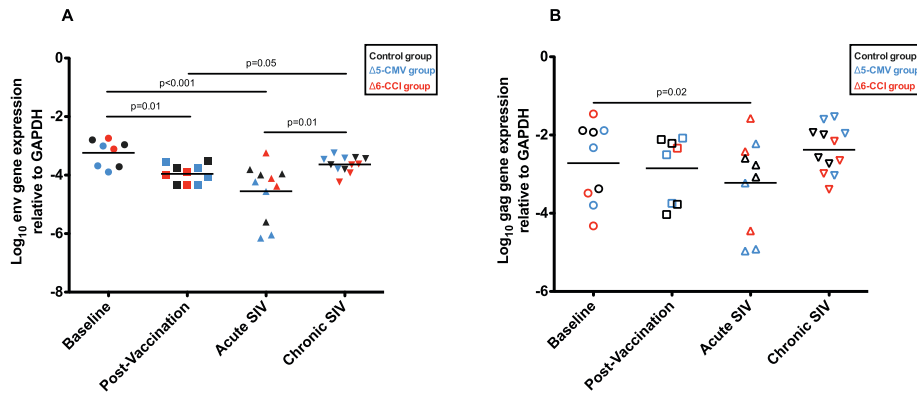 A
Log10 env gene expression
relative to GAPDH
0
-2
-4
-6
-8
p=0.05
p<0.001
p=0.01
p=0.01
Control group
Δ5-CMV group
Δ6-CCI group
Baseline
Post-Vaccination
Acute SIV
Chronic SIV
B
Log10 gag gene expression
relative to GAPDH
0
-2
-4
-6
p=0.02
Control group
Δ5-CMV group
Δ6-CCI group
Baseline
Post-Vaccination
Acute SIV
Chronic SIV